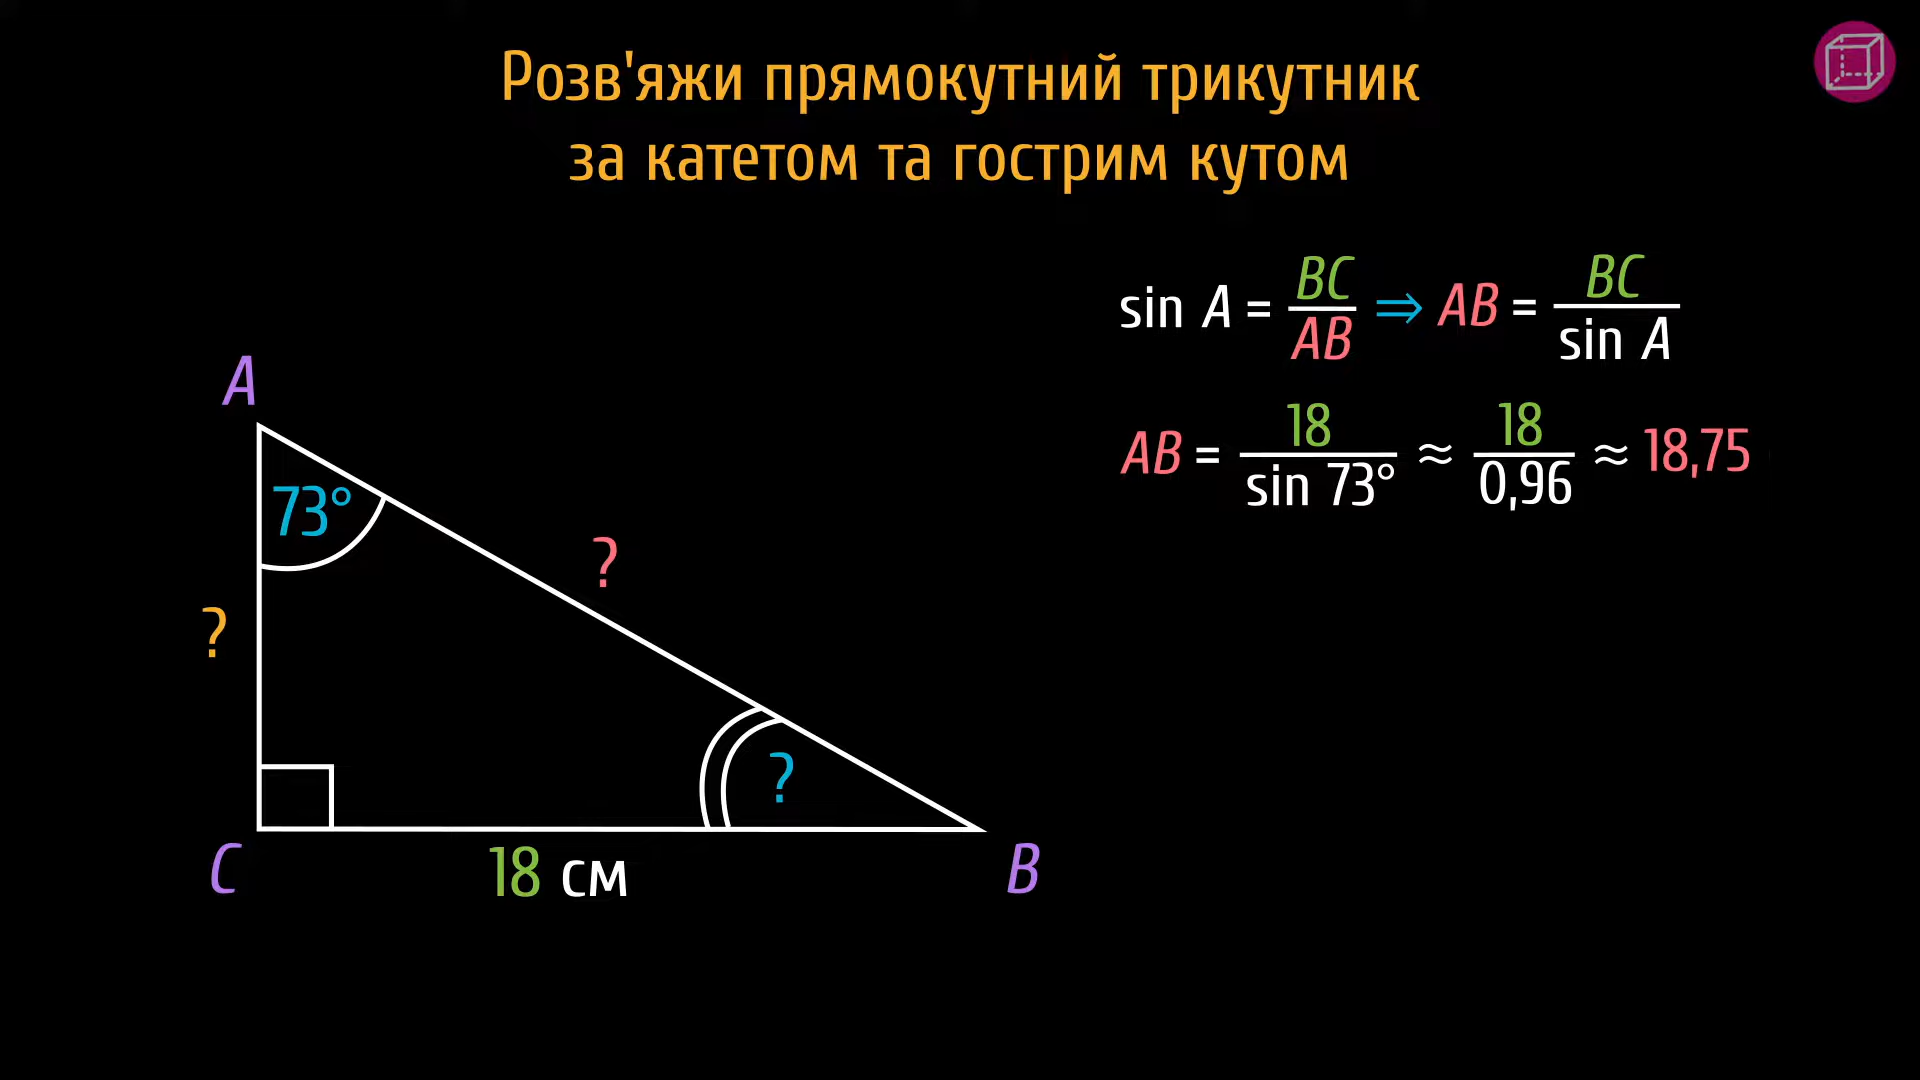 Розв'яжи прямокутний трикутник
за катетом та гострим кутом
sin A = BC/AB ⇒ AB = BC/sin A
AB = 18/sin 73° ≈ 18/0,96 ≈ 18,75
A
73°
?
?
?
C
18 см
B